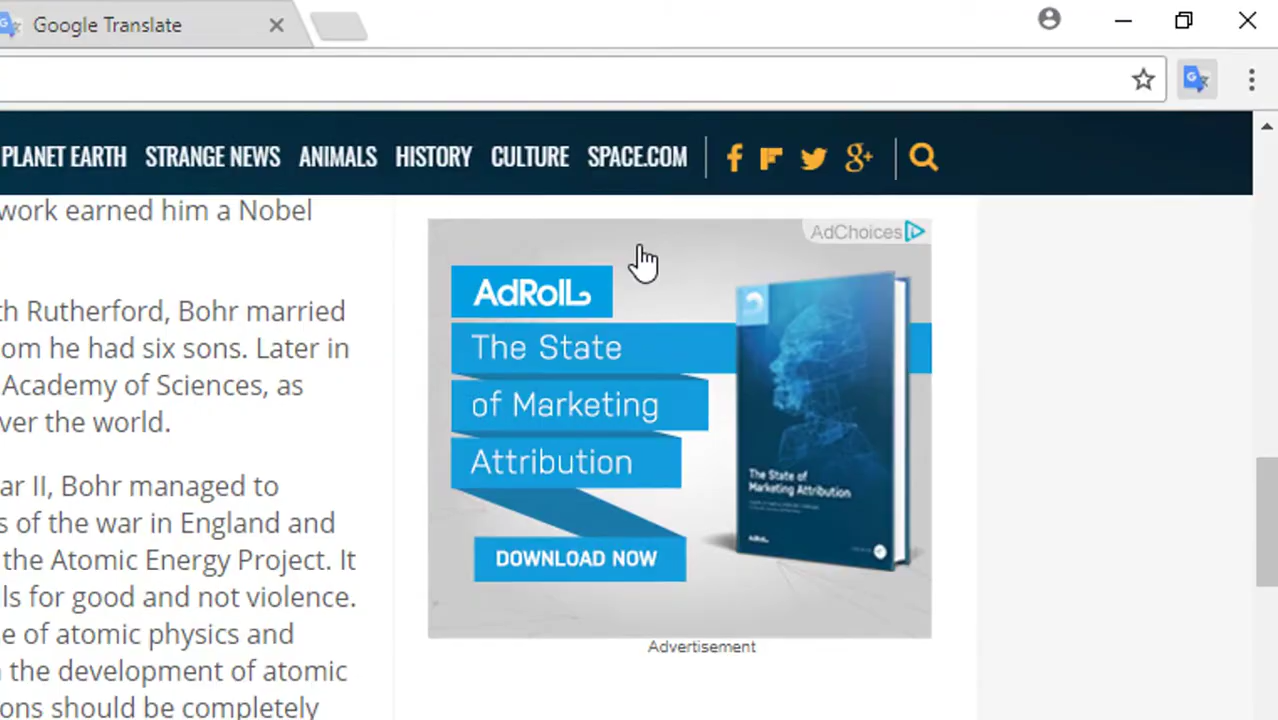 Google Translate
PLANET EARTH STRANGE NEWS ANIMALS HISTORY CULTURE SPACE.COM
work earned him a Nobel
th Rutherford, Bohr married
om he had six sons. Later in
Academy of Sciences, as
ver the world.
ar II, Bohr managed to
s of the war in England and
the Atomic Energy Project. It
ls for good and not violence.
e of atomic physics and
the development of atomic
ons should be completely
AdChoices
AdRoll
The State
of Marketing
Attribution
DOWNLOAD NOW
The State of
Marketing Attribution
AdRoll
Advertisement